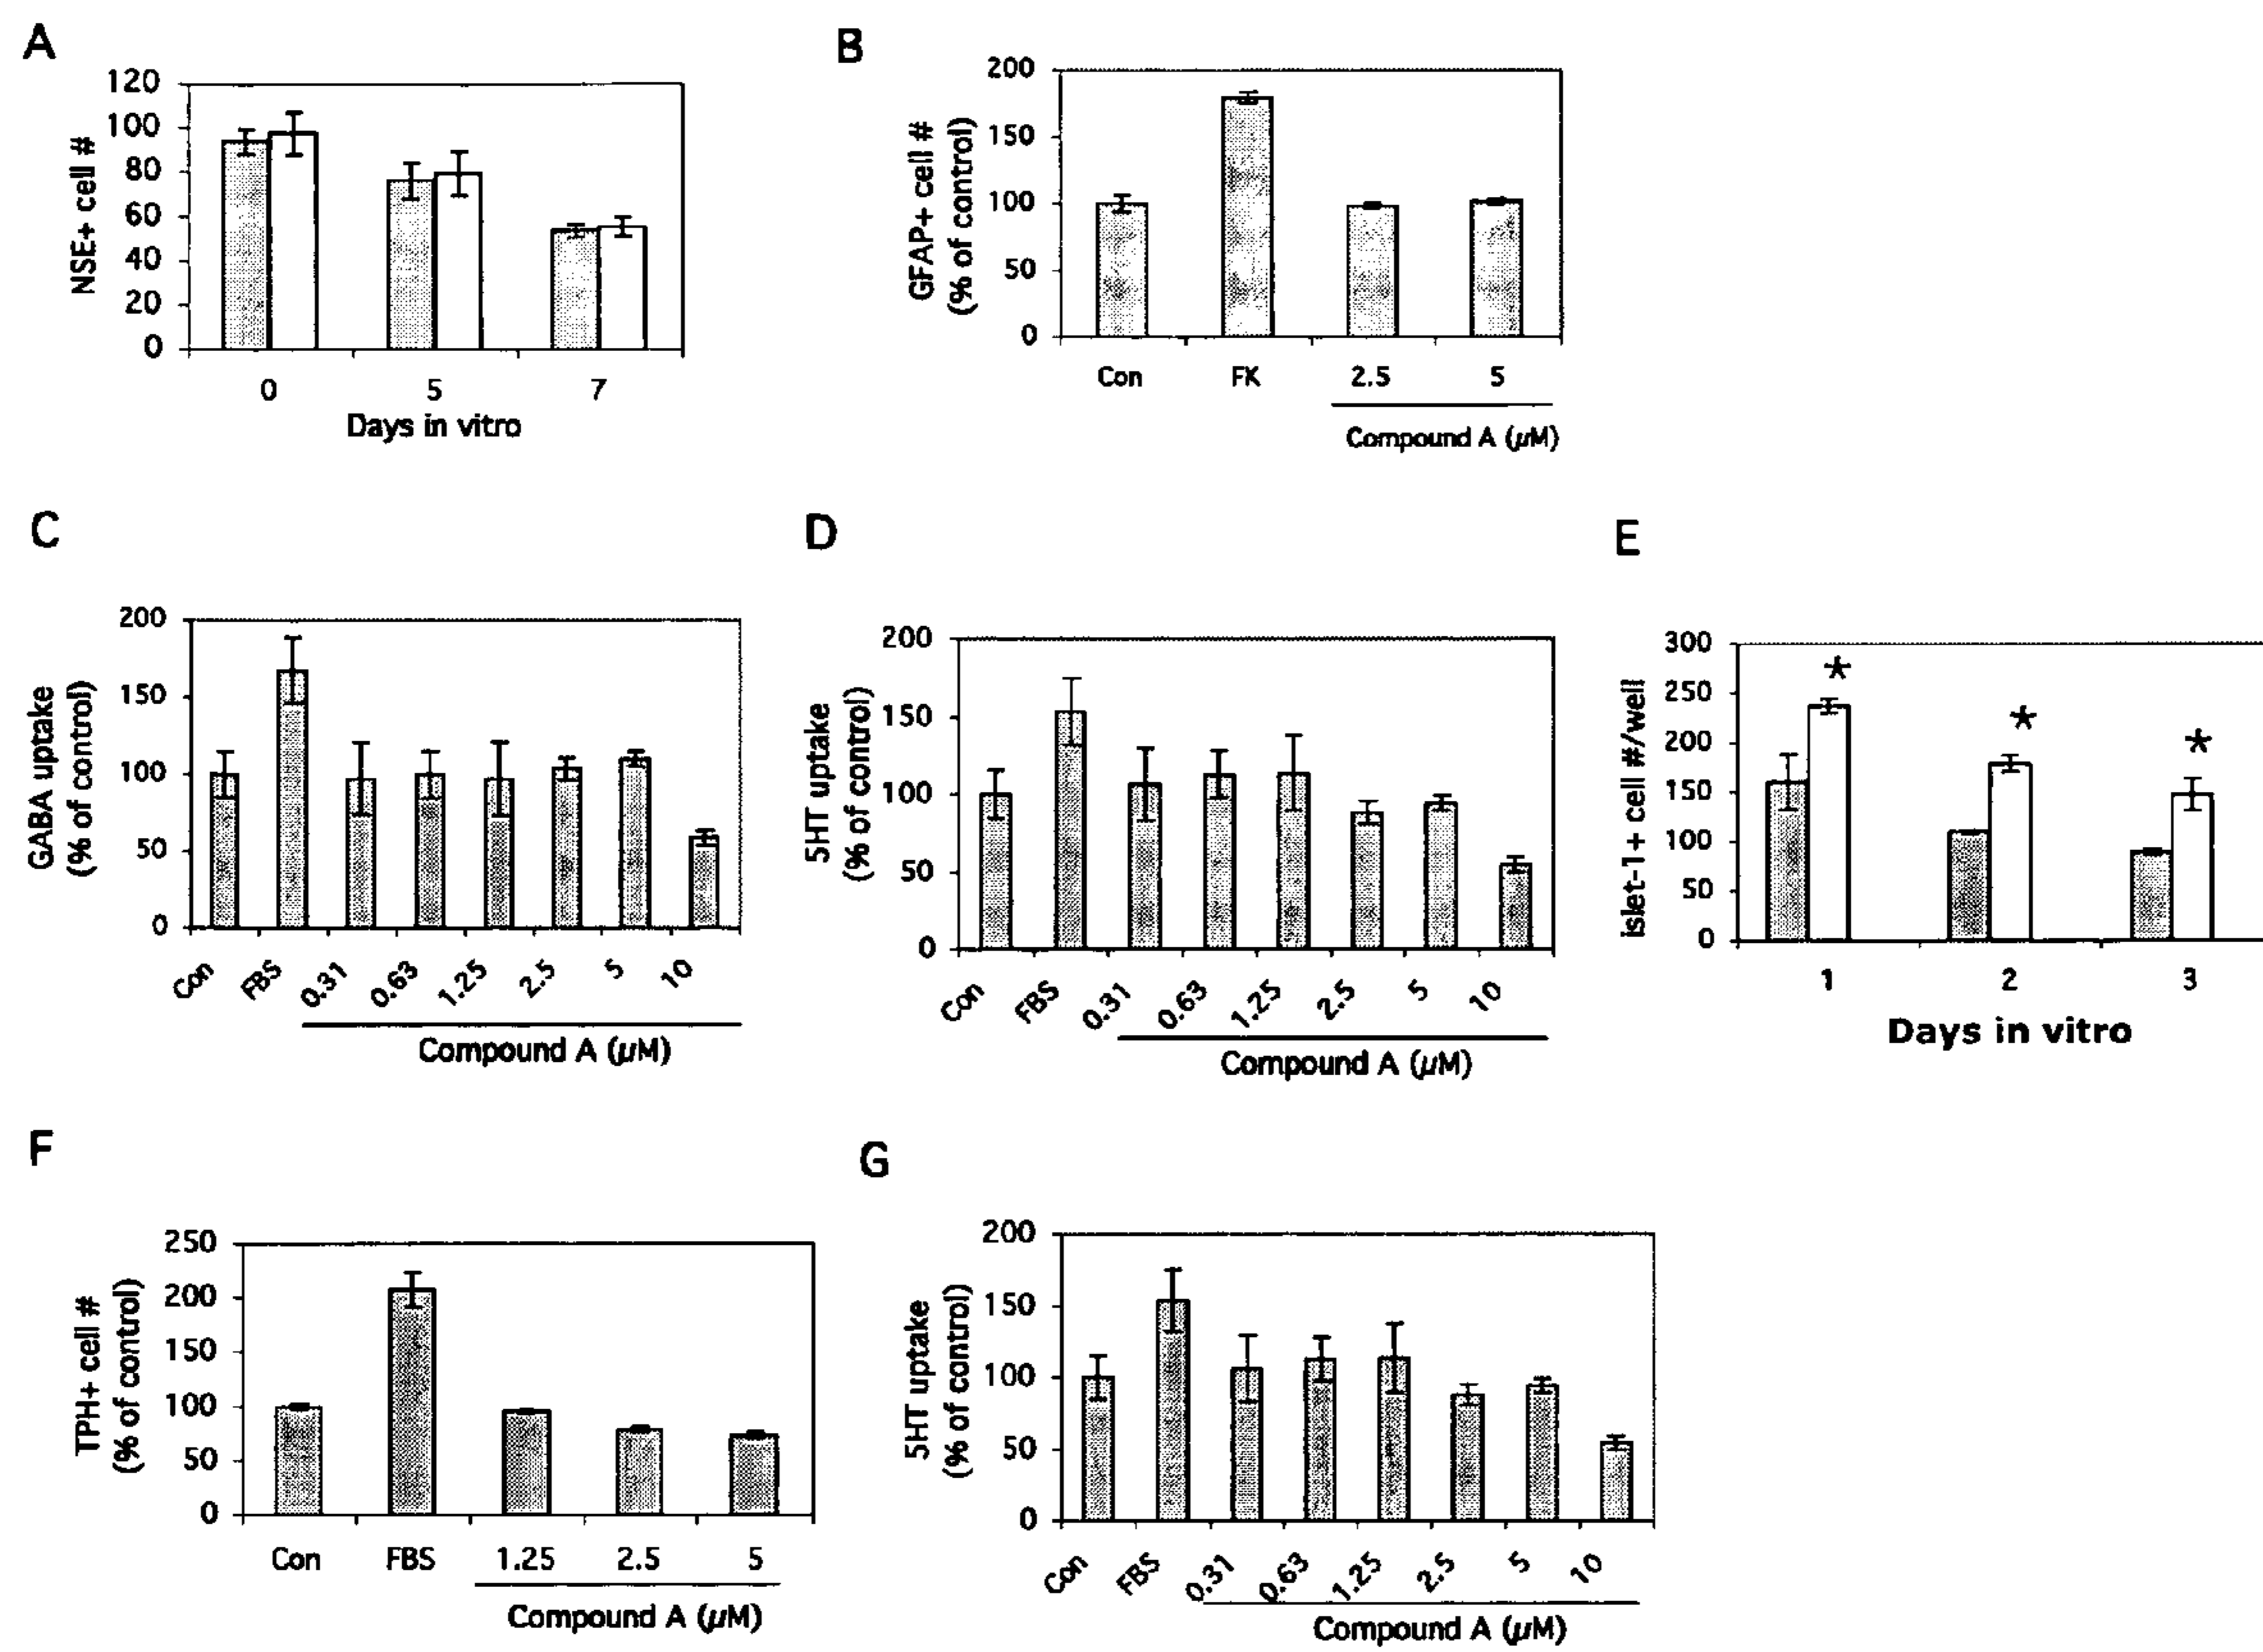 A
NSE+ cell #
120
100
80
60
40
20
0
0 5 7
Days in vitro
B
GFAP+ cell #
(% of control)
200
150
100
50
0
Con FK 2.5 5
Compound A (μM)
C
GABA uptake
(% of control)
200
150
100
50
0
Con FBS 0.31 0.63 1.25 2.5 5 10
Compound A (μM)
D
5HT uptake
(% of control)
200
150
100
50
0
Con FBS 0.31 0.63 1.25 2.5 5 10
Compound A (μM)
E
islet-1+ cell #/well
300
250
200
150
100
50
0
* * *
1 2 3
Days in vitro
F
TPH+ cell #
(% of control)
250
200
150
100
50
0
Con FBS 1.25 2.5 5
Compound A (μM)
G
5HT uptake
(% of control)
200
150
100
50
0
Con FBS 0.31 0.63 1.25 2.5 5 10
Compound A (μM)